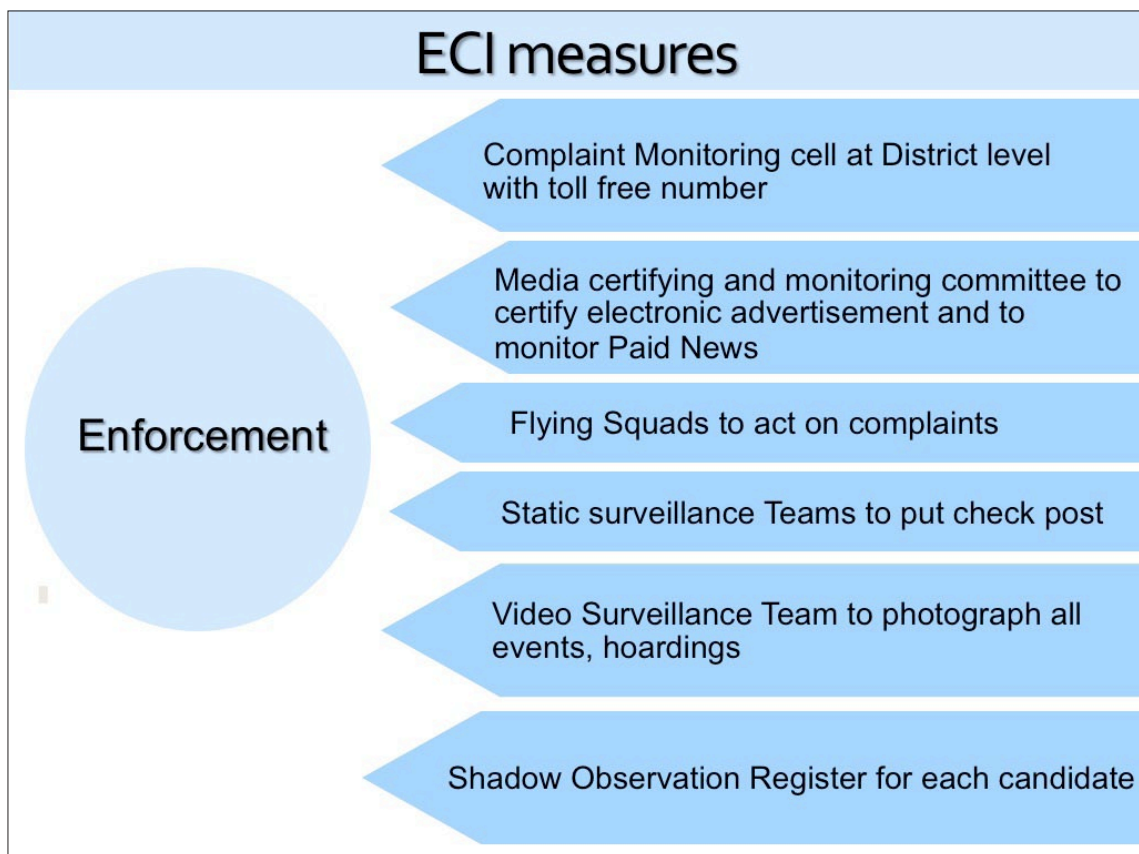 ECI measures
Complaint Monitoring cell at District level
with toll free number
Media certifying and monitoring committee to
certify electronic advertisement and to
monitor Paid News
Enforcement
Flying Squads to act on complaints
Static surveillance Teams to put check post
Video Surveillance Team to photograph all
events, hoardings
Shadow Observation Register for each candidate